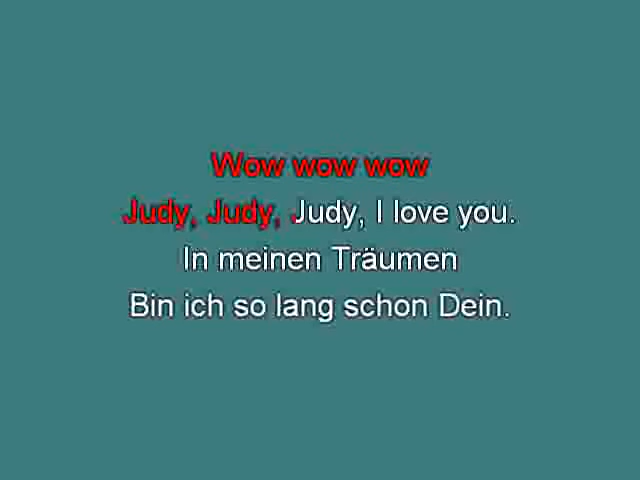 Wow wow wow
Judy, Judy, Judy, I love you.
In meinen Träumen
Bin ich so lang schon Dein.